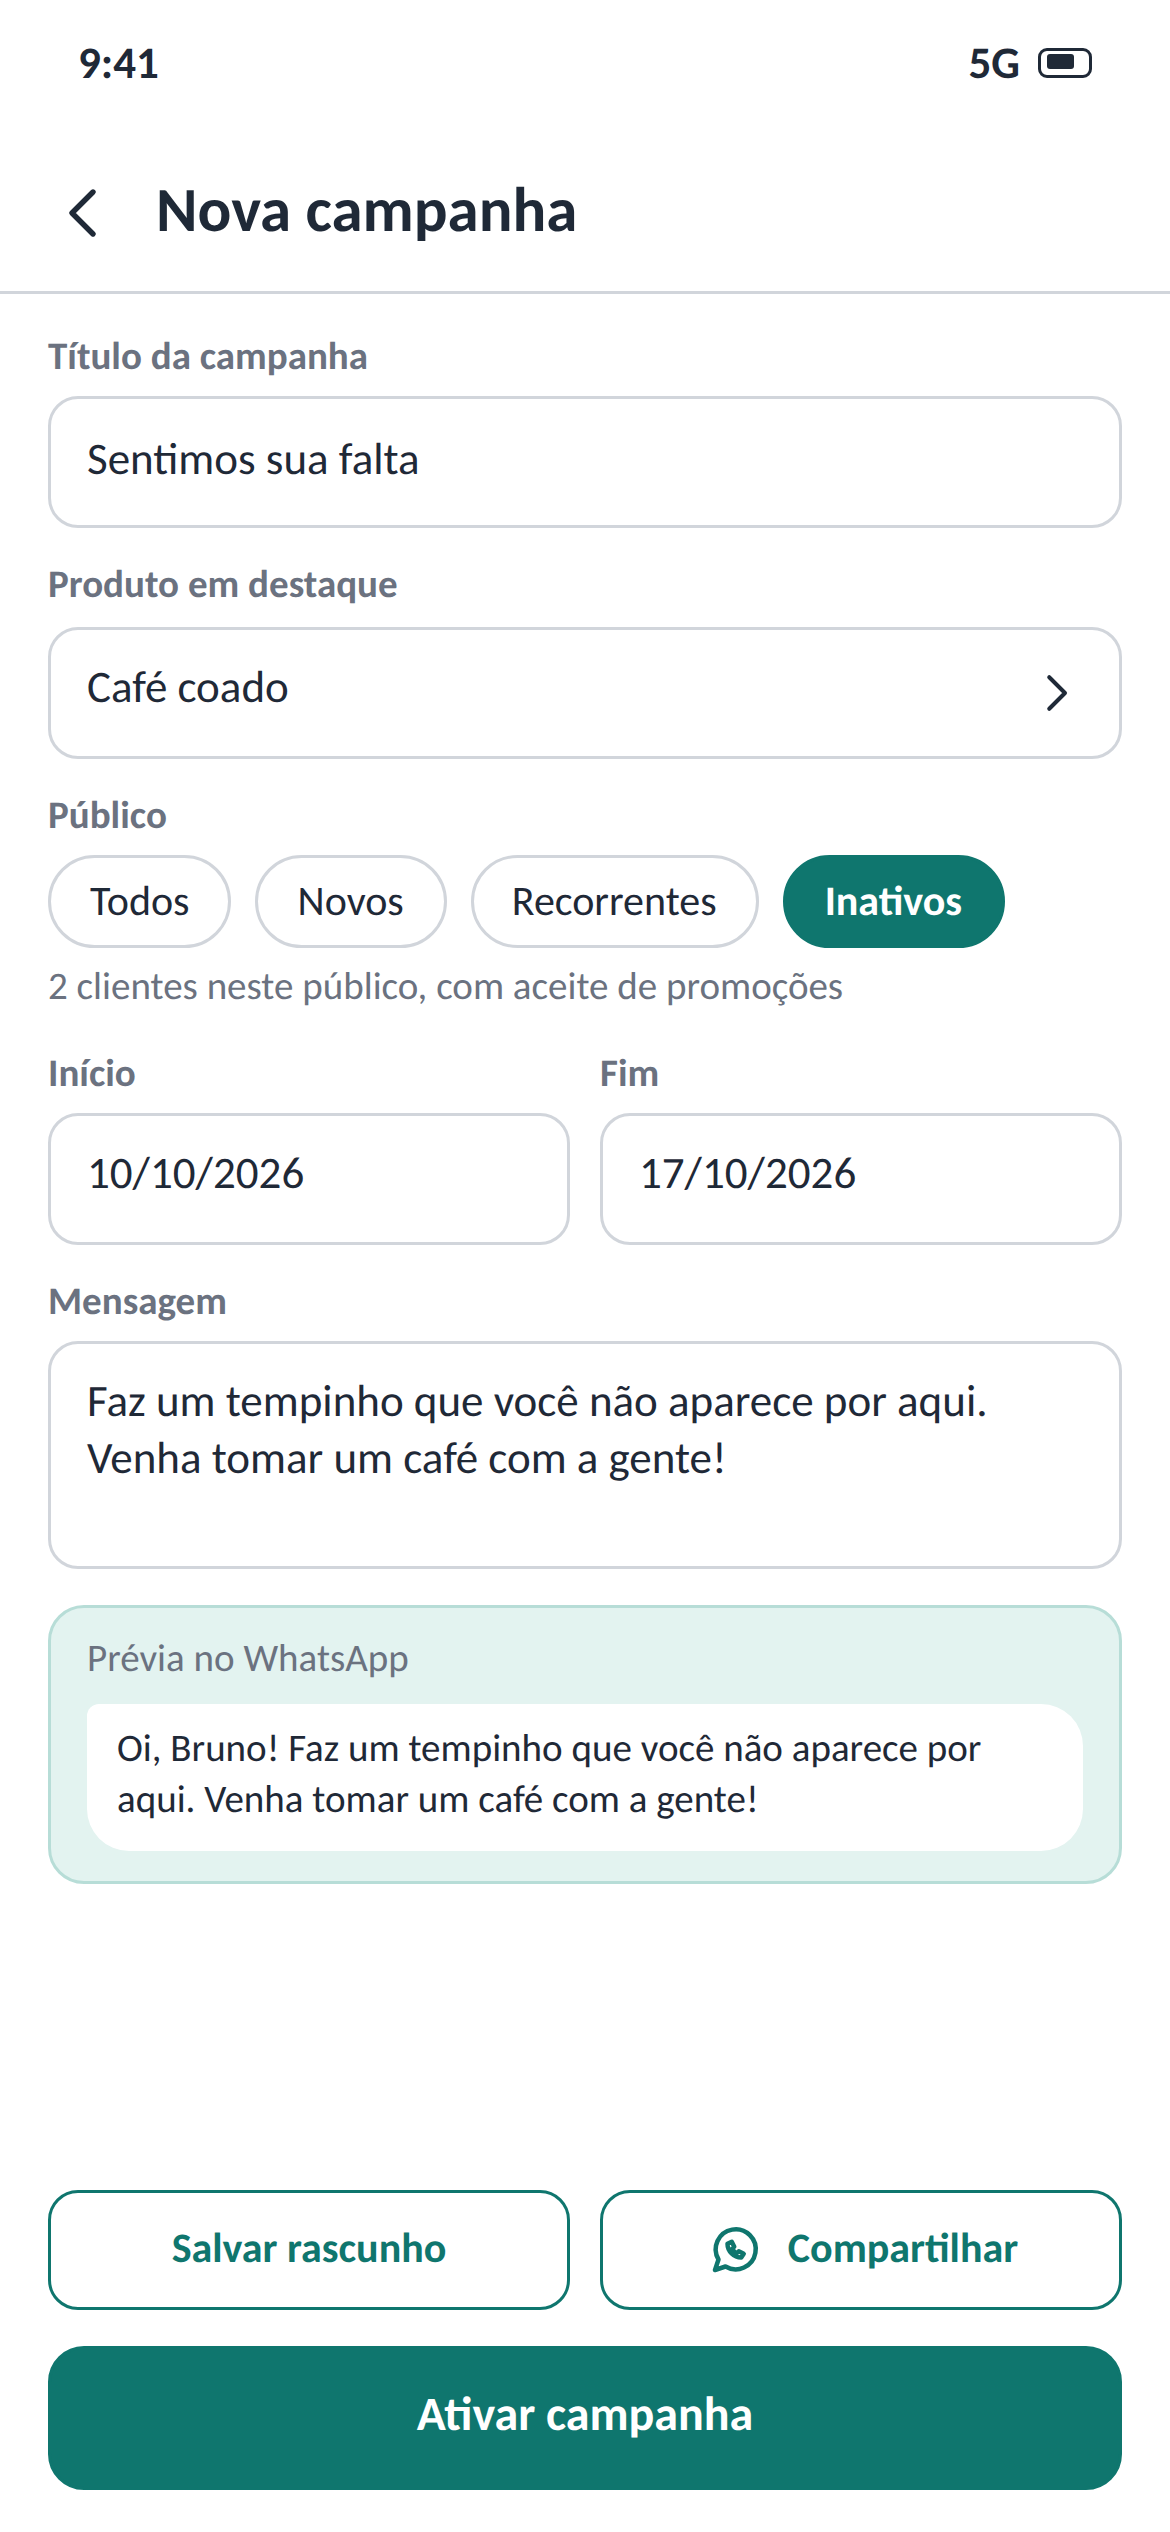 9:41
5G
Nova campanha
Título da campanha
Sentimos sua falta
Produto em destaque
Café coado
Público
Todos
Novos
Recorrentes
Inativos
2 clientes neste público, com aceite de promoções
Início
Fim
10/10/2026
17/10/2026
Mensagem
Faz um tempinho que você não aparece por aqui.
Venha tomar um café com a gente!
Prévia no WhatsApp
Oi, Bruno! Faz um tempinho que você não aparece por
aqui. Venha tomar um café com a gente!
Salvar rascunho
Compartilhar
Ativar campanha